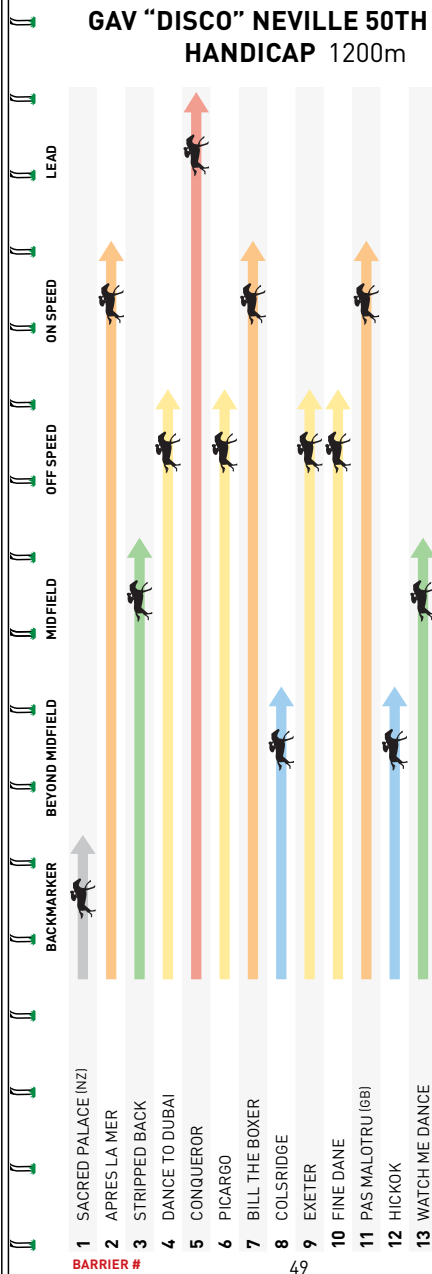 GAV “DISCO” NEVILLE 50TH
HANDICAP 1200m
LEAD
ON SPEED
OFF SPEED
MIDFIELD
BEYOND MIDFIELD
BACKMARKER
1 SACRED PALACE (NZ)
2 APRES LA MER
3 STRIPPED BACK
4 DANCE TO DUBAI
5 CONQUEROR
6 PICARGO
7 BILL THE BOXER
8 COLSRIDGE
9 EXETER
10 FINE DANE
11 PAS MALOTRU (GB)
12 HICKOK
13 WATCH ME DANCE
BARRIER #
49